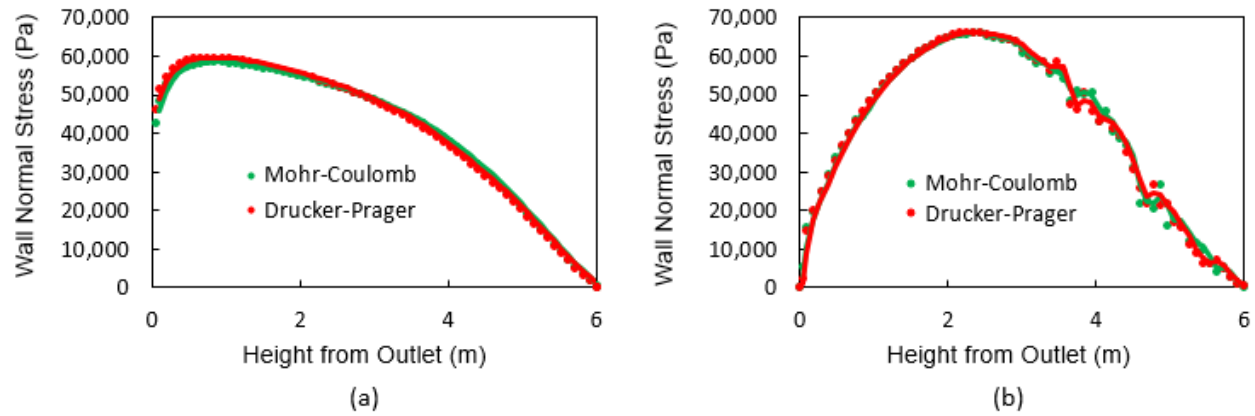 Wall Normal Stress (Pa)
70,000
60,000
50,000
40,000
30,000
20,000
10,000
0
Mohr-Coulomb
Drucker-Prager
0 2 4 6
Height from Outlet (m)
(a)
Wall Normal Stress (Pa)
70,000
60,000
50,000
40,000
30,000
20,000
10,000
0
Mohr-Coulomb
Drucker-Prager
0 2 4 6
Height from Outlet (m)
(b)